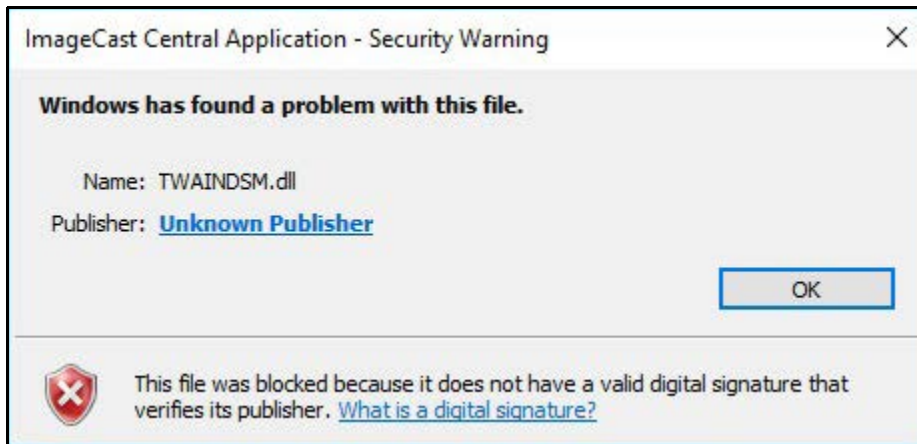 ImageCast Central Application - Security Warning
Windows has found a problem with this file.
Name: TWAINDSM.dll
Publisher: Unknown Publisher
OK
This file was blocked because it does not have a valid digital signature that
verifies its publisher. What is a digital signature?